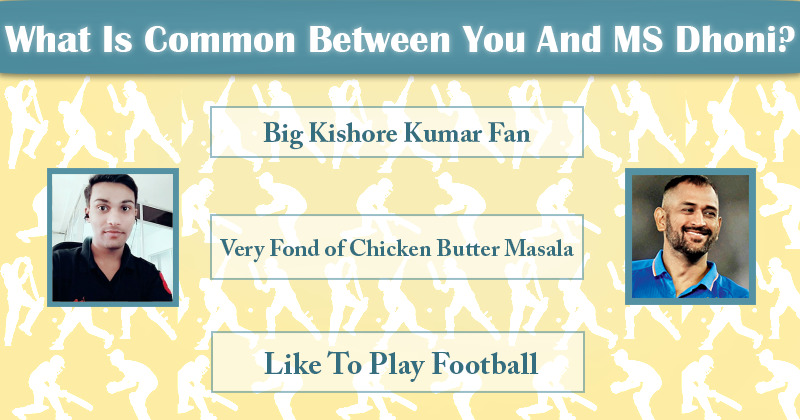 What Is Common Between You And MS Dhoni?
Big Kishore Kumar Fan
Very Fond of Chicken Butter Masala
Like To Play Football